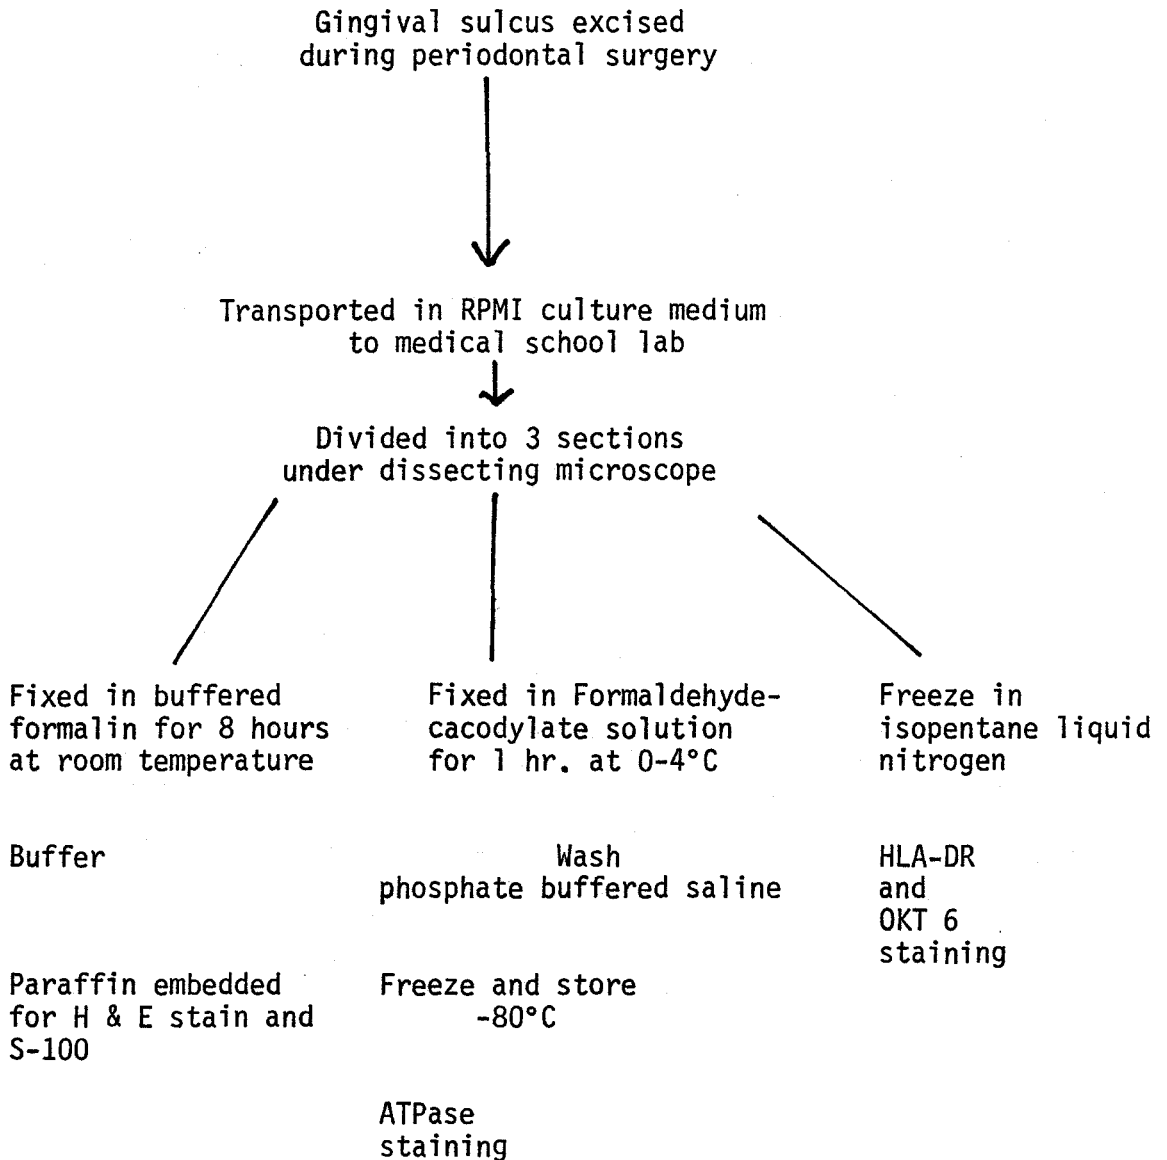 Gingival sulcus excised
during periodontal surgery
Transported in RPMI culture medium
to medical school lab
Divided into 3 sections
under dissecting microscope
Fixed in buffered
formalin for 8 hours
at room temperature
Buffer
Paraffin embedded
for H & E stain and
S-100
Fixed in Formaldehyde-
cacodylate solution
for 1 hr. at 0-4°C
Wash
phosphate buffered saline
Freeze and store
-80°C
ATPase
staining
Freeze in
isopentane liquid
nitrogen
HLA-DR
and
OKT 6
staining